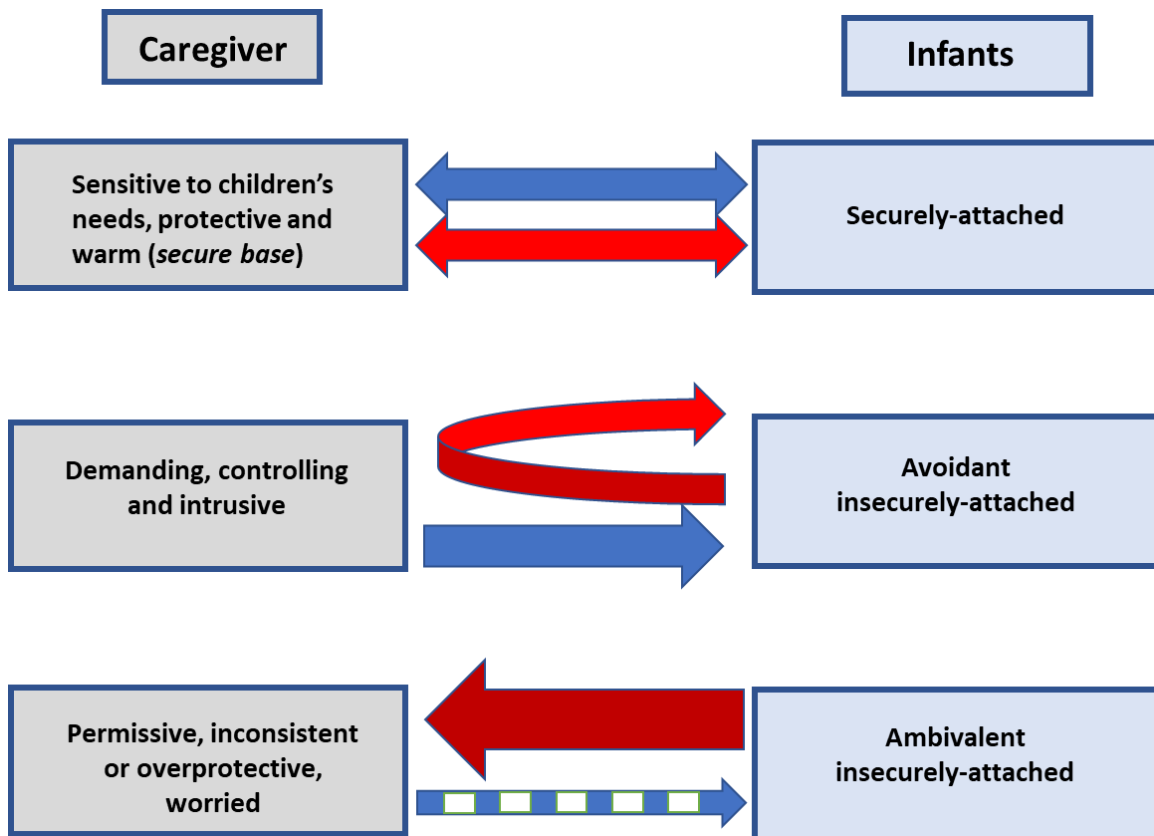 Caregiver
Infants
Sensitive to children’s
needs, protective and
warm (secure base)
Securely-attached
Demanding, controlling
and intrusive
Avoidant
insecurely-attached
Permissive, inconsistent
or overprotective,
worried
Ambivalent
insecurely-attached